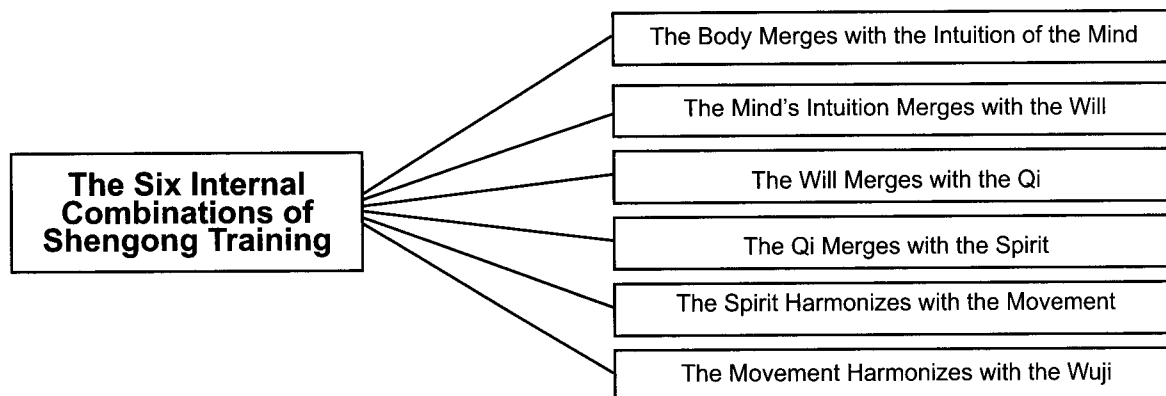 The Six Internal
Combinations of
Shengong Training
The Body Merges with the Intuition of the Mind
The Mind's Intuition Merges with the Will
The Will Merges with the Qi
The Qi Merges with the Spirit
The Spirit Harmonizes with the Movement
The Movement Harmonizes with the Wuji